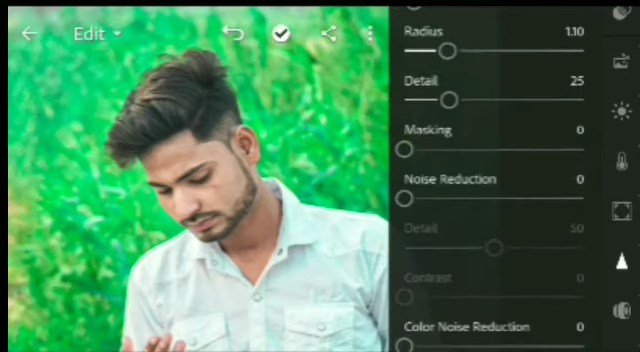 Edit
Radius 1.10
Detail 25
Masking 0
Noise Reduction 0
Detail 50
Contrast 0
Color Noise Reduction 0